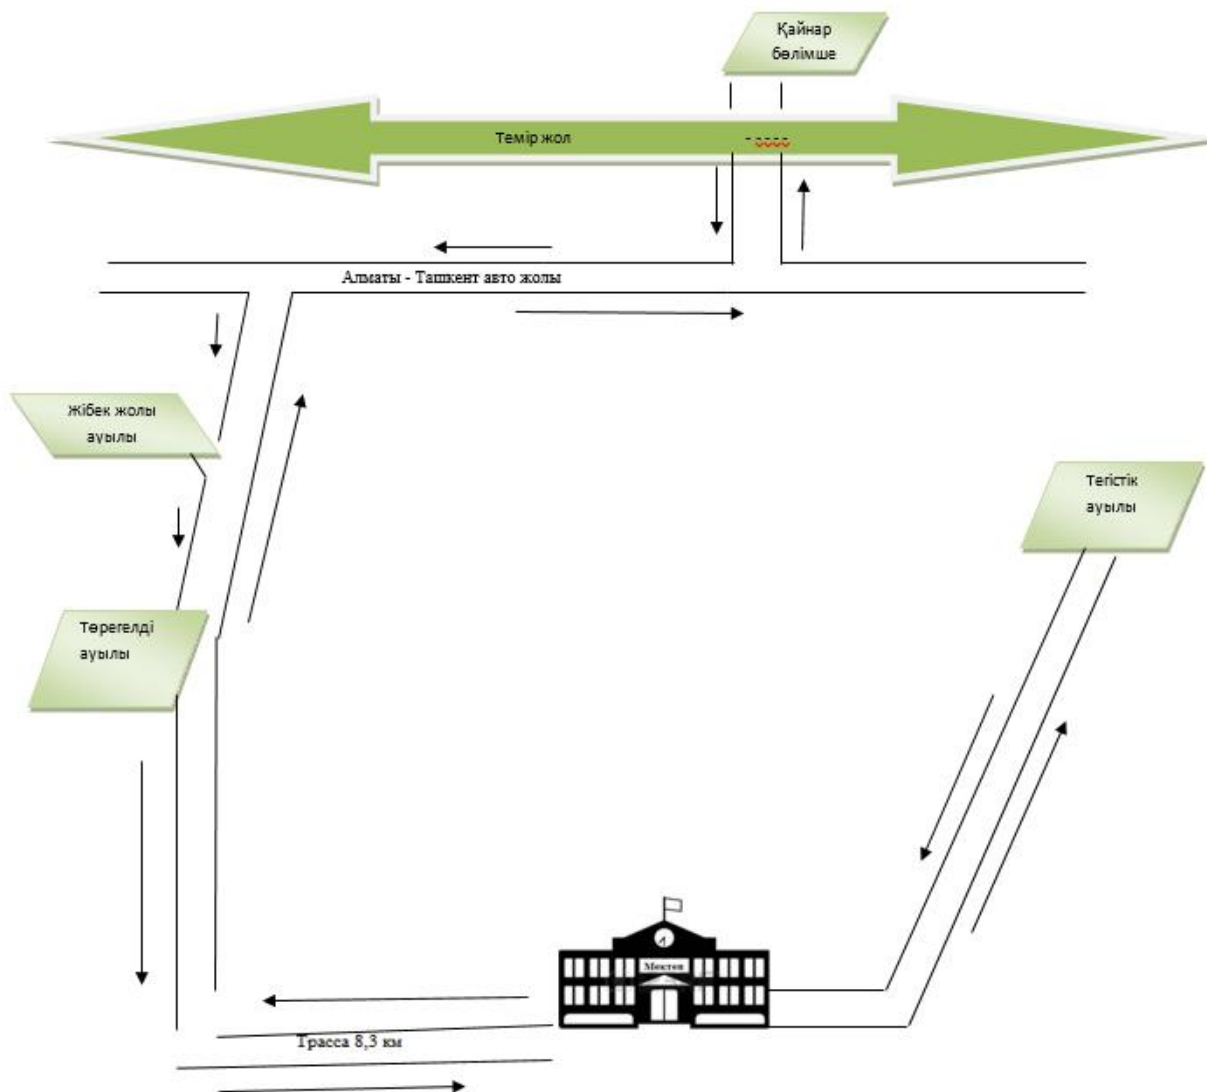 Қайнар
бөлімше
Темір жол
Алматы - Ташкент авто жолы
Жібек жолы
ауылы
Тегістік
ауылы
Төрегелді
ауылы
Мектеп
Трасса 8,3 км